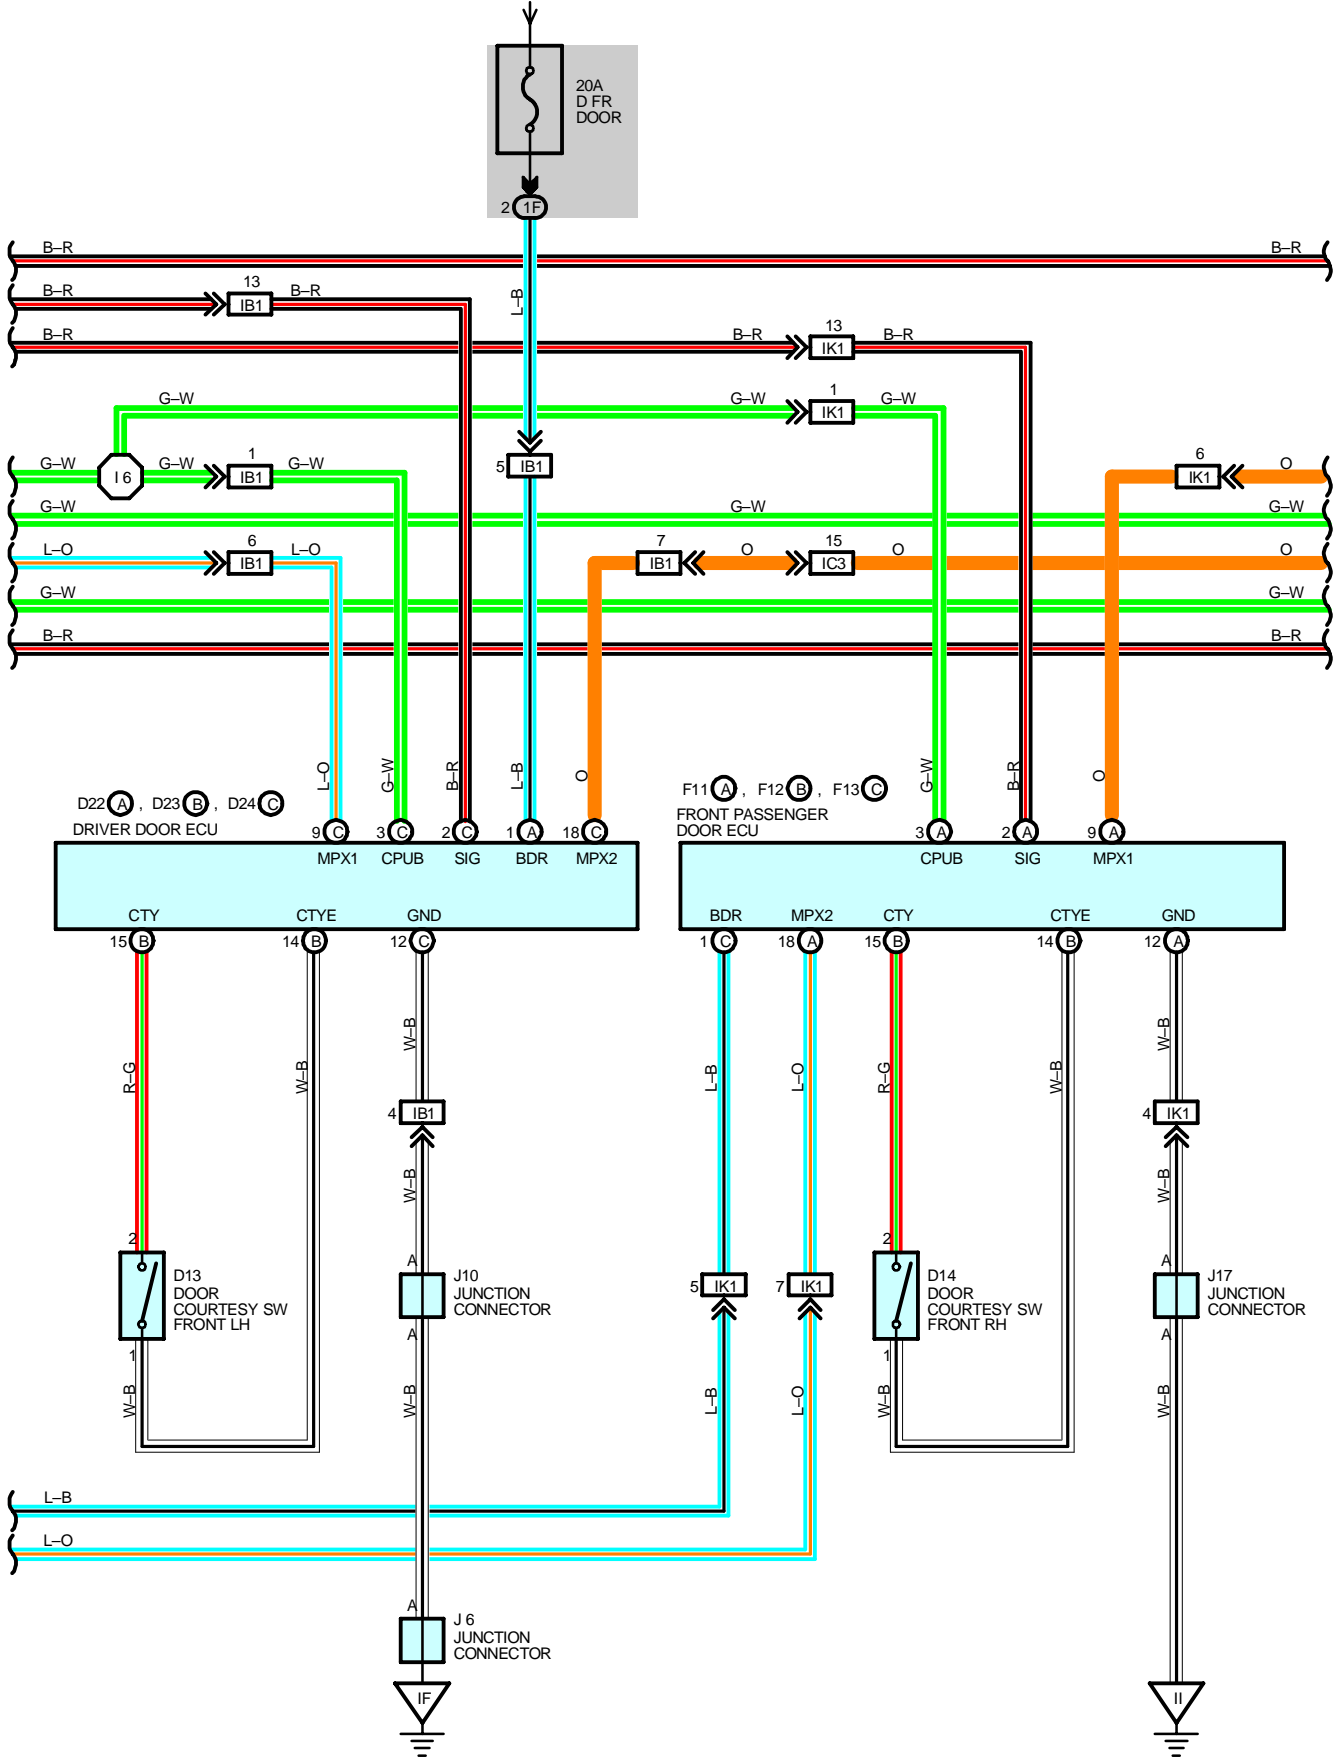 20A
D FR
DOOR
2 1F
B–R B–R
13
B–R IB1 B–R
L–B
13
B–R B–R IK1 B–R
1
G–W G–W IK1 G–W
1 6
G–W I 6 G–W IB1 G–W 5 IB1 IK1 O
G–W G–W G–W
6 7 15
L–O IB1 L–O IB1 O IC3 O O
G–W G–W
B–R B–R
L–O G–W B–R L–B O G–W B–R O
D22 A , D23 B , D24 C
DRIVER DOOR ECU
F11 A , F12 B , F13 C
FRONT PASSENGER
DOOR ECU
9 C 3 C 2 C 1 A 18 C 3 A 2 A 9 A
MPX1 CPUB SIG BDR MPX2 CPUB SIG MPX1
CTY CTYE GND BDR MPX2 CTY CTYE GND
15 B 14 B 12 C 1 C 18 A 15 B 14 B 12 A
W–B W–B
R–G W–B L–B L–O R–G W–B
4 IB1 4 IK1
W–B W–B
2 A 2 A
D13
DOOR
COURTESY SW
FRONT LH
J10
JUNCTION
CONNECTOR
5 IK1 7 IK1
D14
DOOR
COURTESY SW
FRONT RH
J17
JUNCTION
CONNECTOR
1 A 1 A
W–B W–B L–B L–O W–B W–B
L–B
L–O
A
J 6
JUNCTION
CONNECTOR
IF II